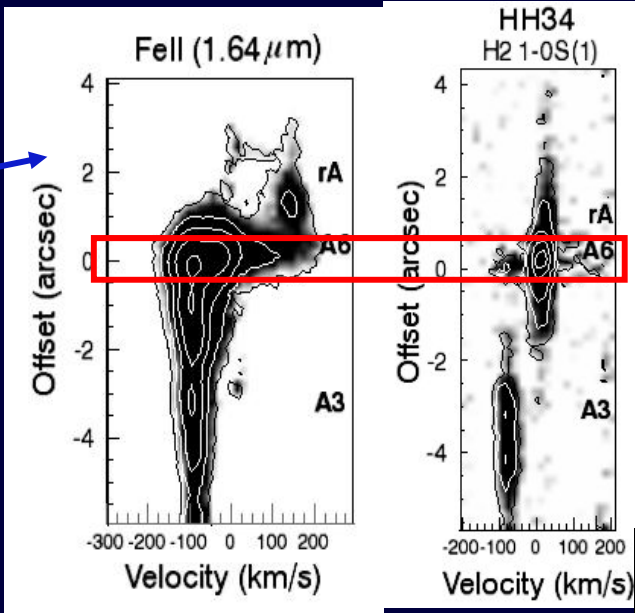 FeII (1.64 μm)
4
2
0
-2
-4
Offset (arcsec)
rA
A6
A3
-300 -200 -100 0 100 200
Velocity (km/s)
HH34
H2 1-0S(1)
4
2
0
-2
-4
Offset (arcsec)
rA
A6
A3
-200 -100 0 100 200
Velocity (km/s)